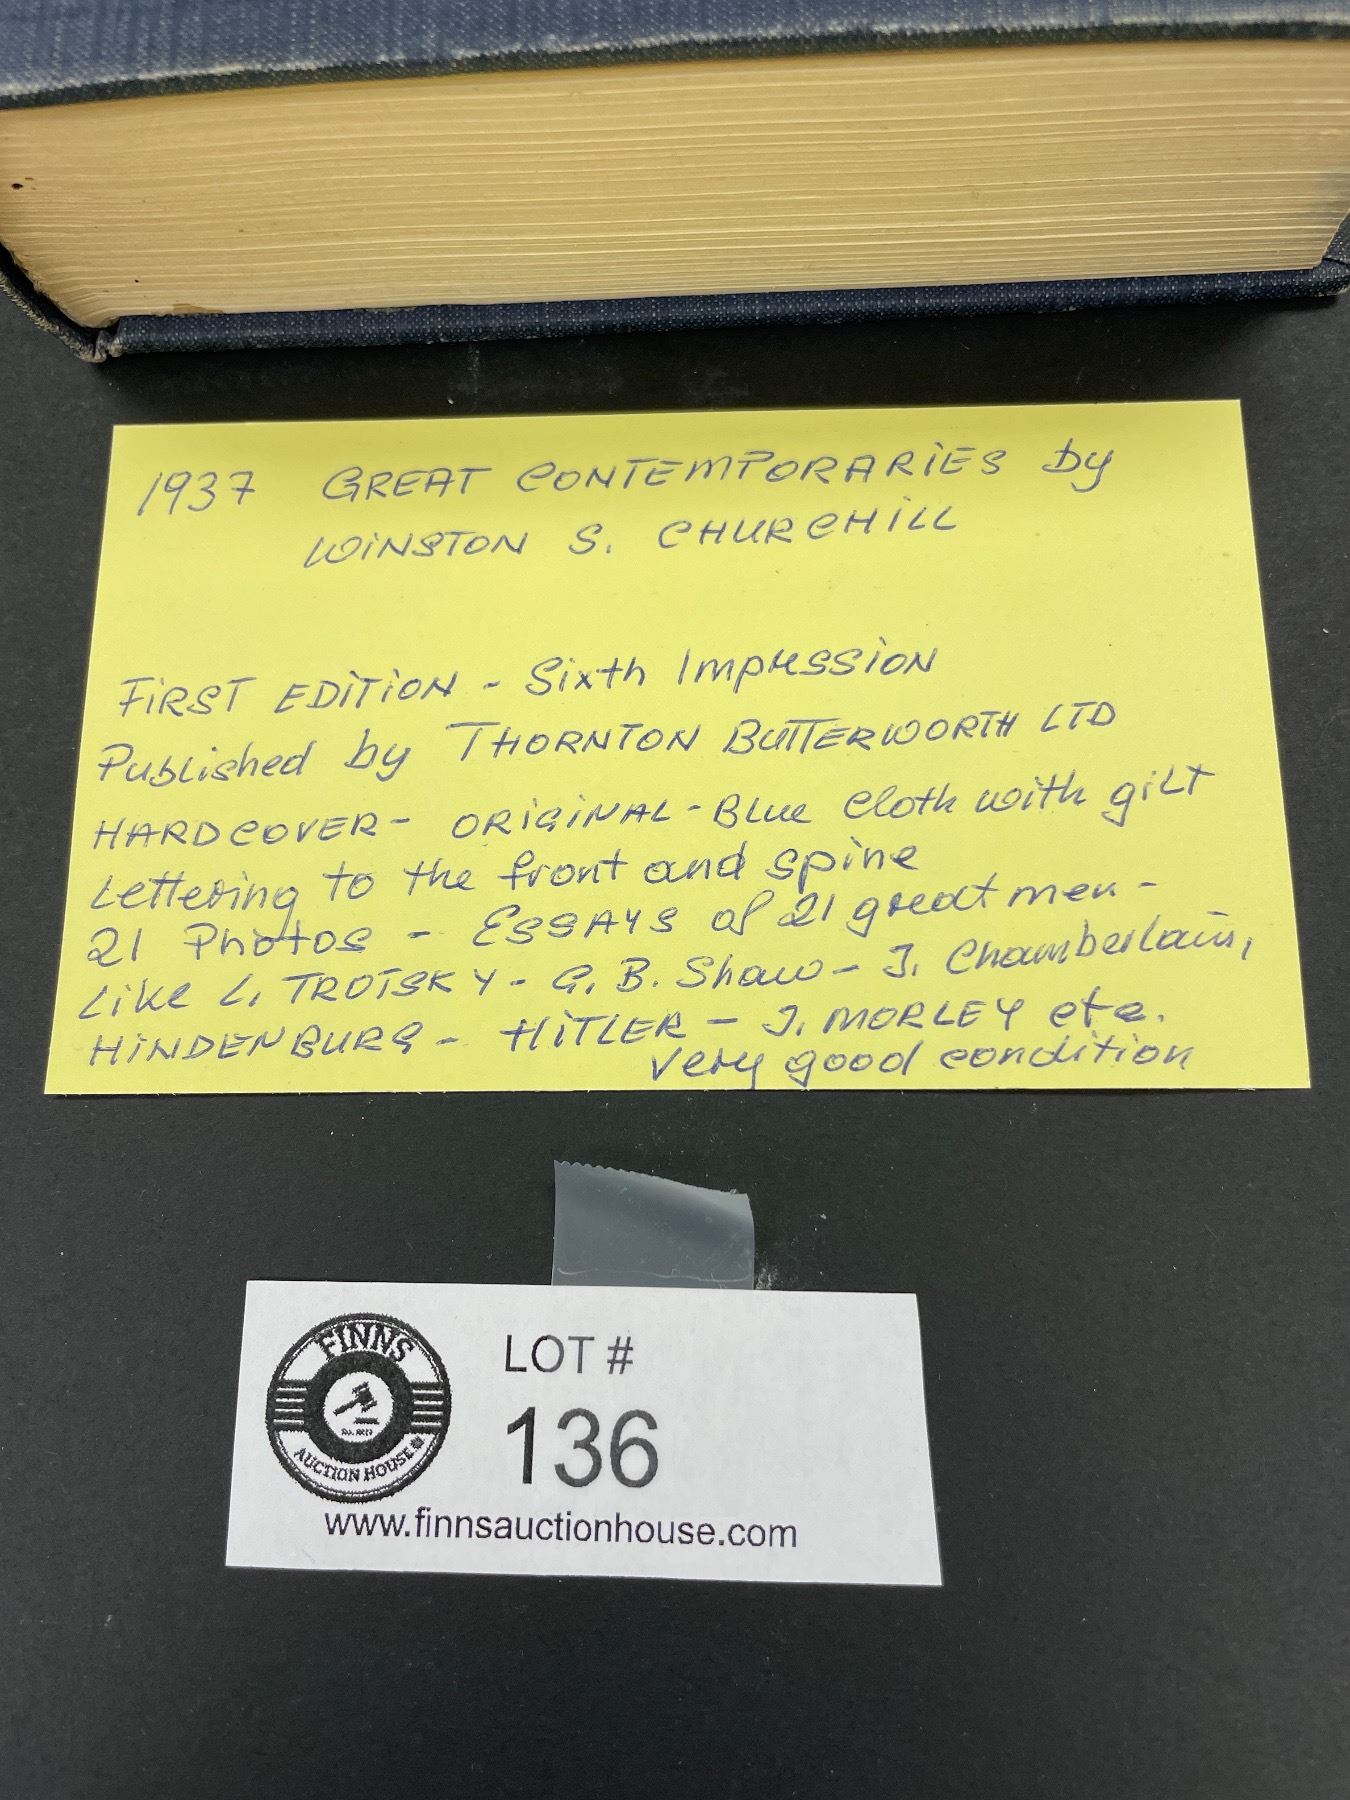 1937 GREAT CONTEMPORARIES by
WINSTON S. CHURCHILL
FIRST EDITION - Sixth Impression
Published by THORNTON BUTTERWORTH LTD
HARDCOVER - ORIGINAL - Blue cloth with gilt
Lettering to the front and spine
21 Photos - ESSAYS of 21 great men -
Like L. TROTSKY - G. B. Shaw - J. Chamberlain,
HINDENBURG - HITLER - J. MORLEY etc.
Very good condition
FINNS
AUCTION HOUSE
LOT #
136
www.finnsauctionhouse.com